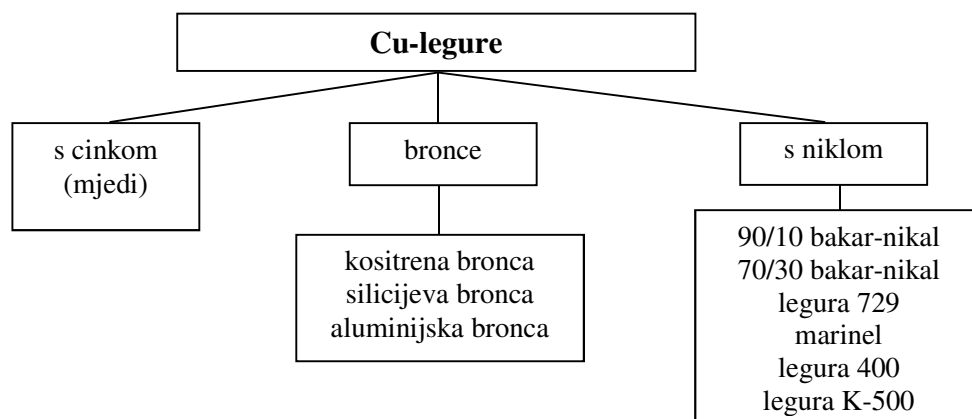 Cu-legure
s cinkom
(mjedi)
bronce
s niklom
kositrena bronca
silicijeva bronca
aluminijska bronca
90/10 bakar-nikal
70/30 bakar-nikal
legura 729
marinel
legura 400
legura K-500